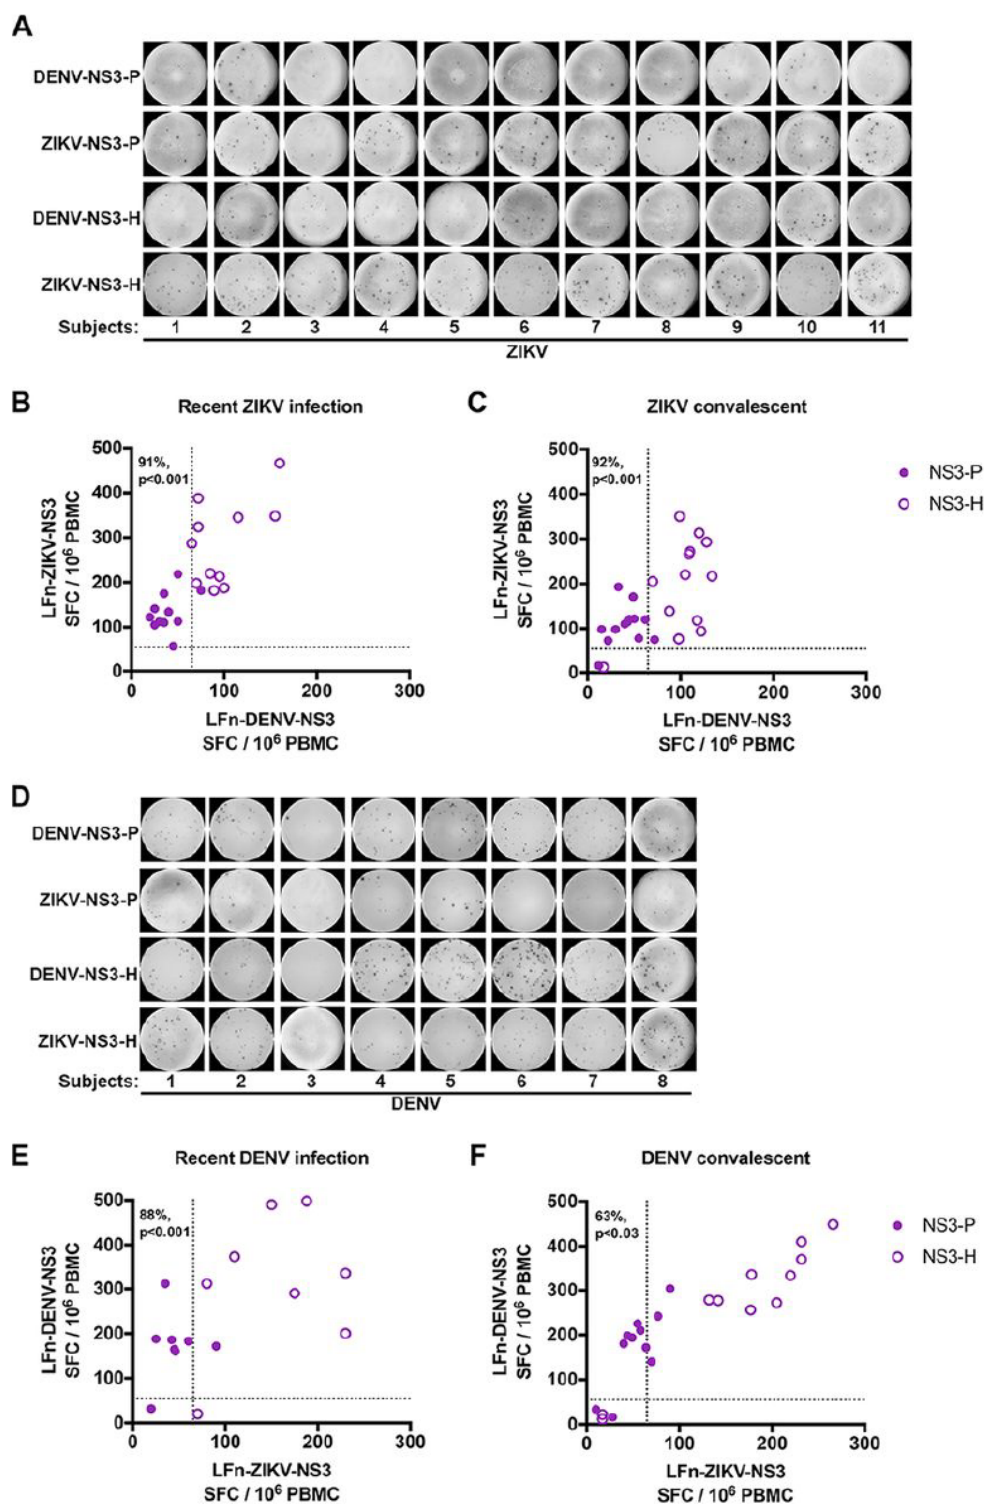 A
DENV-NS3-P
ZIKV-NS3-P
DENV-NS3-H
ZIKV-NS3-H
Subjects: 1 2 3 4 5 6 7 8 9 10 11
ZIKV
B
Recent ZIKV infection
LFn-ZIKV-NS3
SFC / 10⁶ PBMC
500
400
300
200
100
0
91%,
p<0.001
0 100 200 300
LFn-DENV-NS3
SFC / 10⁶ PBMC
C
ZIKV convalescent
LFn-ZIKV-NS3
SFC / 10⁶ PBMC
500
400
300
200
100
0
92%,
p<0.001
0 100 200 300
LFn-DENV-NS3
SFC / 10⁶ PBMC
NS3-P
NS3-H
D
DENV-NS3-P
ZIKV-NS3-P
DENV-NS3-H
ZIKV-NS3-H
Subjects: 1 2 3 4 5 6 7 8
DENV
E
Recent DENV infection
LFn-DENV-NS3
SFC / 10⁶ PBMC
500
400
300
200
100
0
88%,
p<0.001
0 100 200 300
LFn-ZIKV-NS3
SFC / 10⁶ PBMC
F
DENV convalescent
LFn-DENV-NS3
SFC / 10⁶ PBMC
500
400
300
200
100
0
63%,
p<0.03
0 100 200 300
LFn-ZIKV-NS3
SFC / 10⁶ PBMC
NS3-P
NS3-H